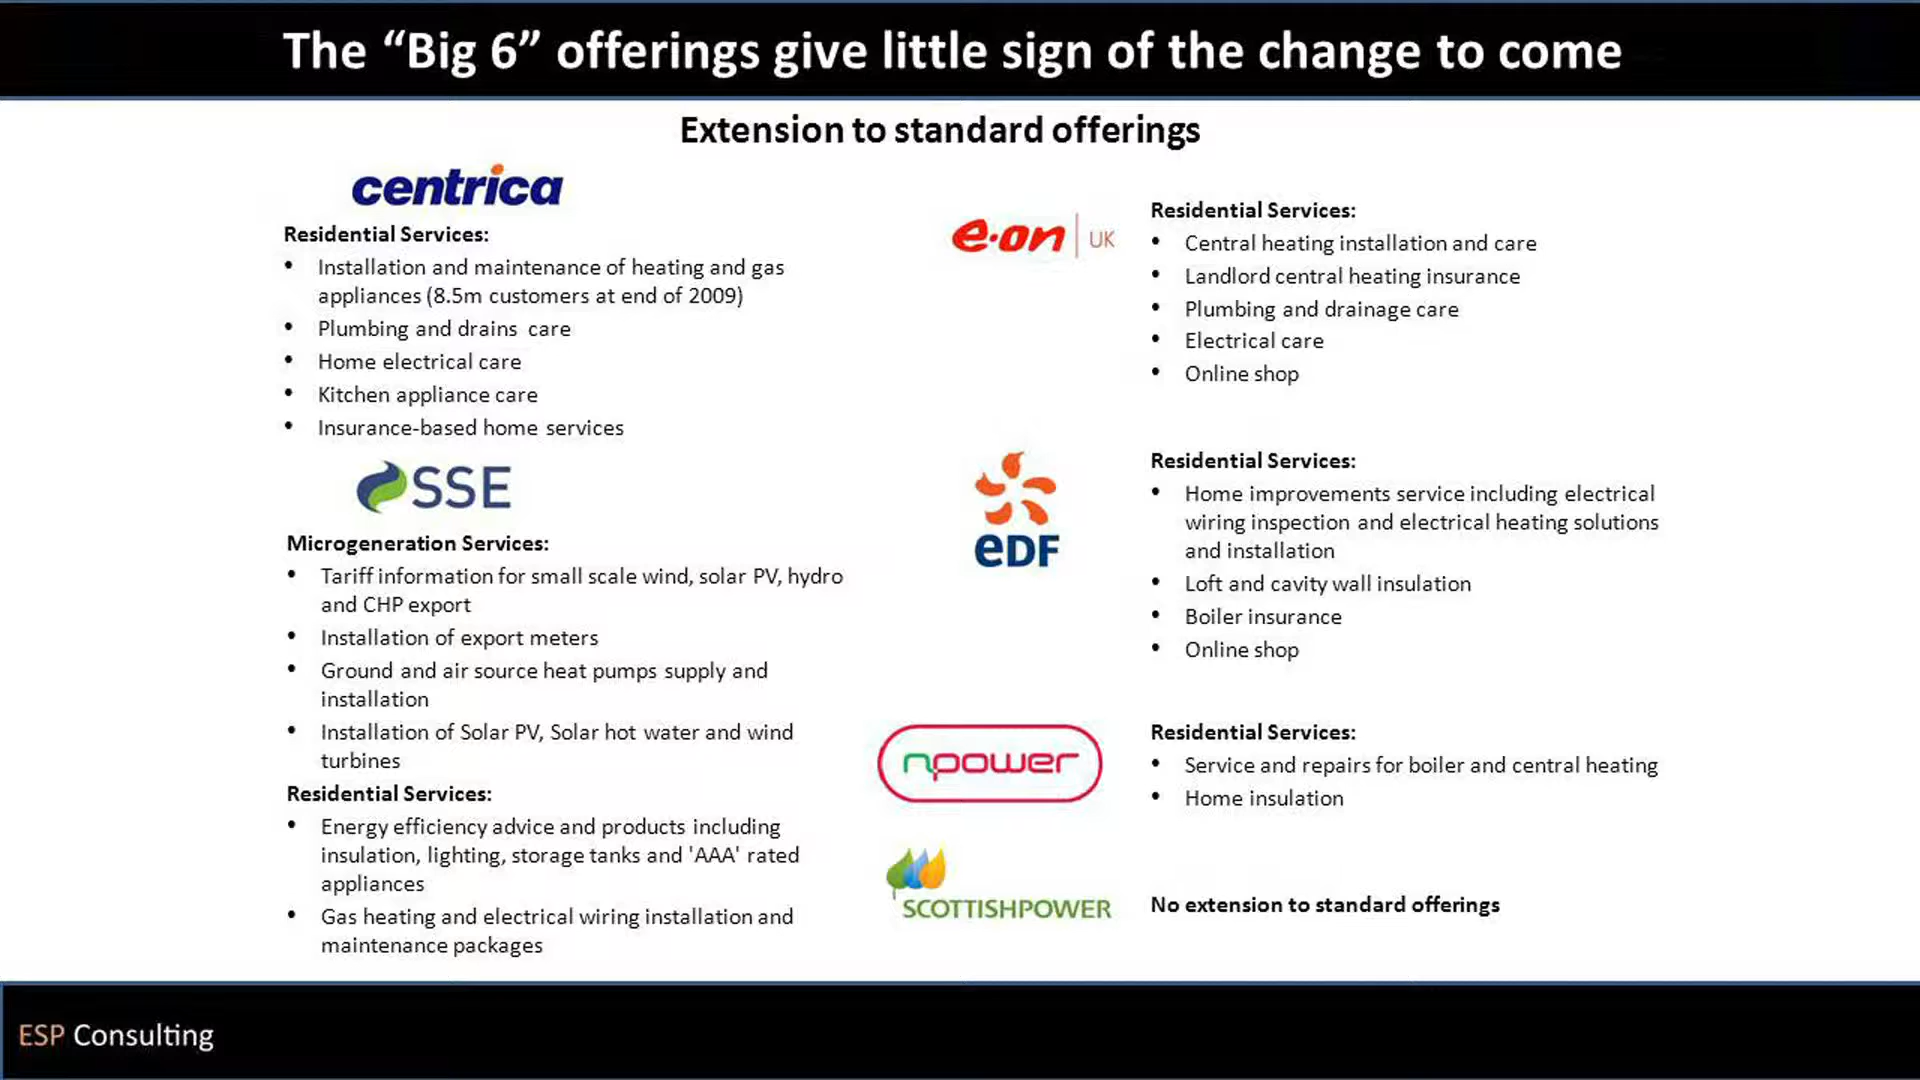 The “Big 6” offerings give little sign of the change to come
Extension to standard offerings
centrica
Residential Services:
• Installation and maintenance of heating and gas
appliances (8.5m customers at end of 2009)
• Plumbing and drains care
• Home electrical care
• Kitchen appliance care
• Insurance-based home services
SSE
Microgeneration Services:
• Tariff information for small scale wind, solar PV, hydro
and CHP export
• Installation of export meters
• Ground and air source heat pumps supply and
installation
• Installation of Solar PV, Solar hot water and wind
turbines
Residential Services:
• Energy efficiency advice and products including
insulation, lighting, storage tanks and 'AAA' rated
appliances
• Gas heating and electrical wiring installation and
maintenance packages
e·on | UK
Residential Services:
• Central heating installation and care
• Landlord central heating insurance
• Plumbing and drainage care
• Electrical care
• Online shop
eDF
Residential Services:
• Home improvements service including electrical
wiring inspection and electrical heating solutions
and installation
• Loft and cavity wall insulation
• Boiler insurance
• Online shop
npower
Residential Services:
• Service and repairs for boiler and central heating
• Home insulation
SCOTTISHPOWER
No extension to standard offerings
ESP Consulting